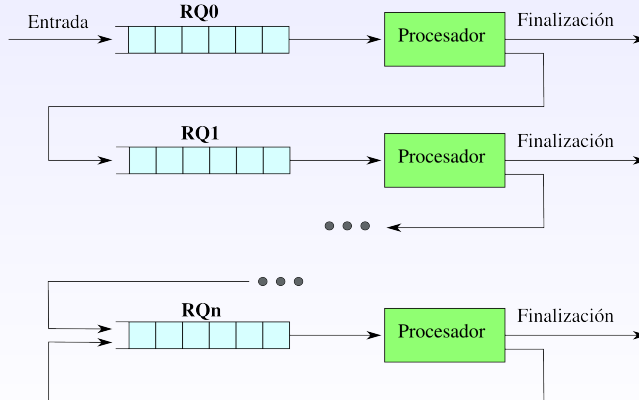 Entrada
RQ0
Procesador
Finalización
RQ1
Procesador
Finalización
RQn
Procesador
Finalización